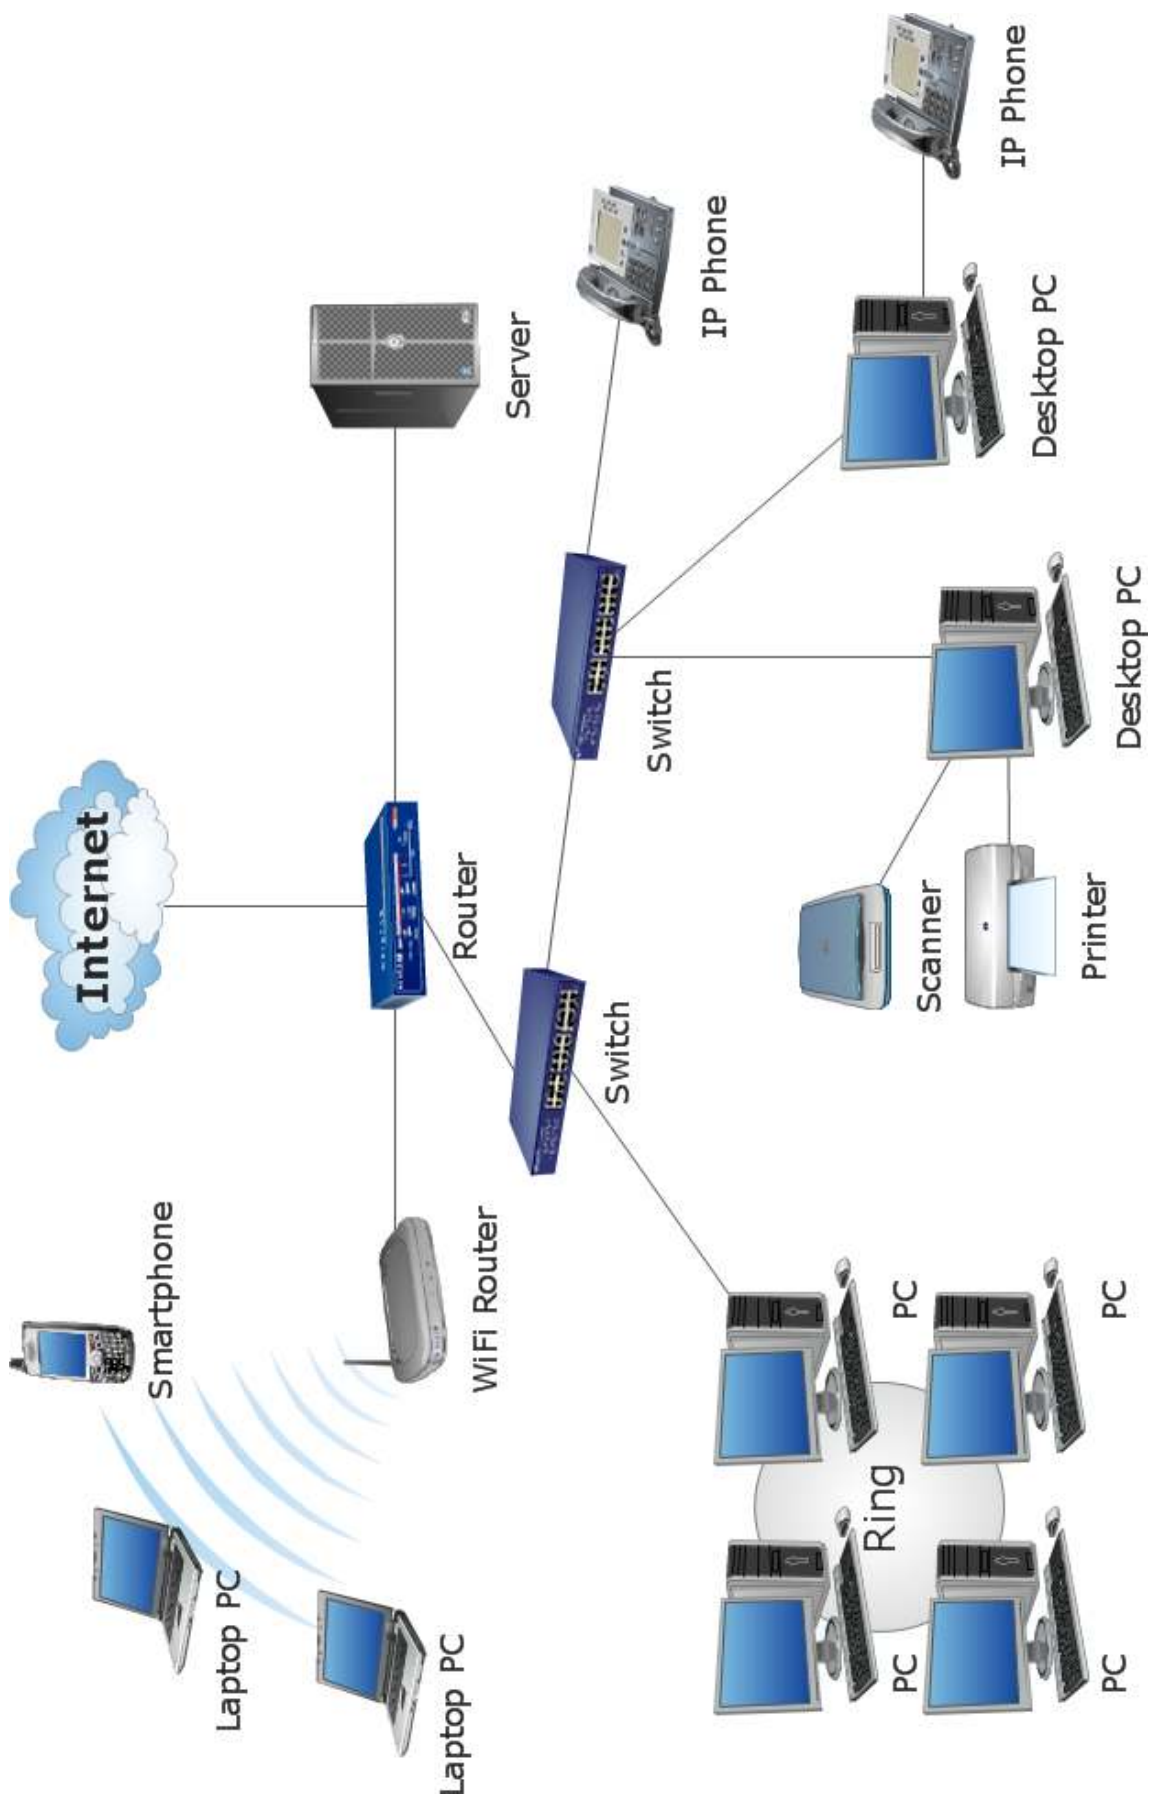 Internet
Smartphone
Laptop PC
Laptop PC
WiFi Router
Router
Server
Switch
Switch
IP Phone
IP Phone
Desktop PC
Desktop PC
Scanner
Printer
PC
PC
Ring
PC
PC